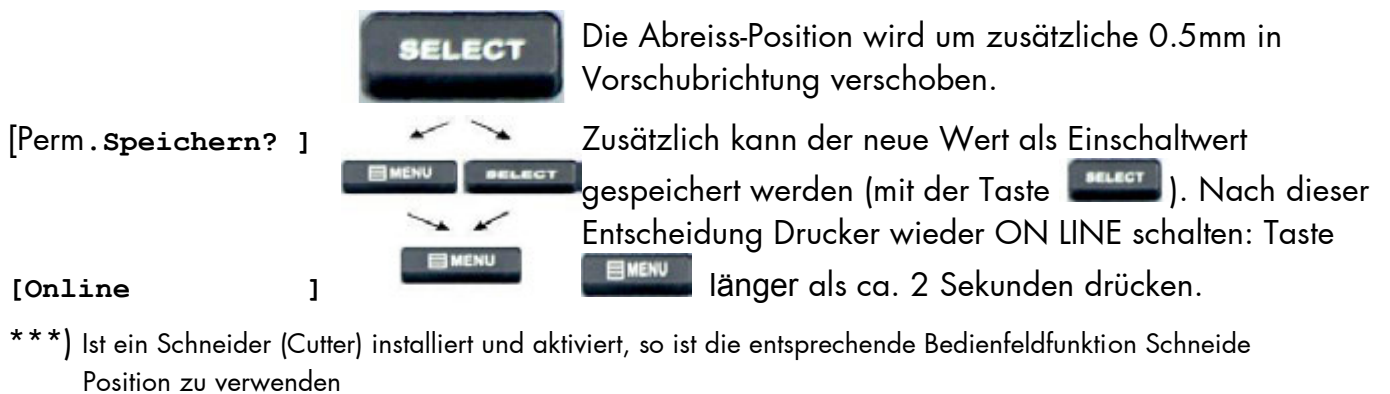 SELECT
Die Abreiss-Position wird um zusätzliche 0.5mm in
Vorschubrichtung verschoben.
[Perm.Speichern? ]
MENU SELECT
Zusätzlich kann der neue Wert als Einschaltwert
gespeichert werden (mit der Taste SELECT ). Nach dieser
Entscheidung Drucker wieder ON LINE schalten: Taste
MENU länger als ca. 2 Sekunden drücken.
MENU
[Online ]
***) Ist ein Schneider (Cutter) installiert und aktiviert, so ist die entsprechende Bedienfeldfunktion Schneide
Position zu verwenden